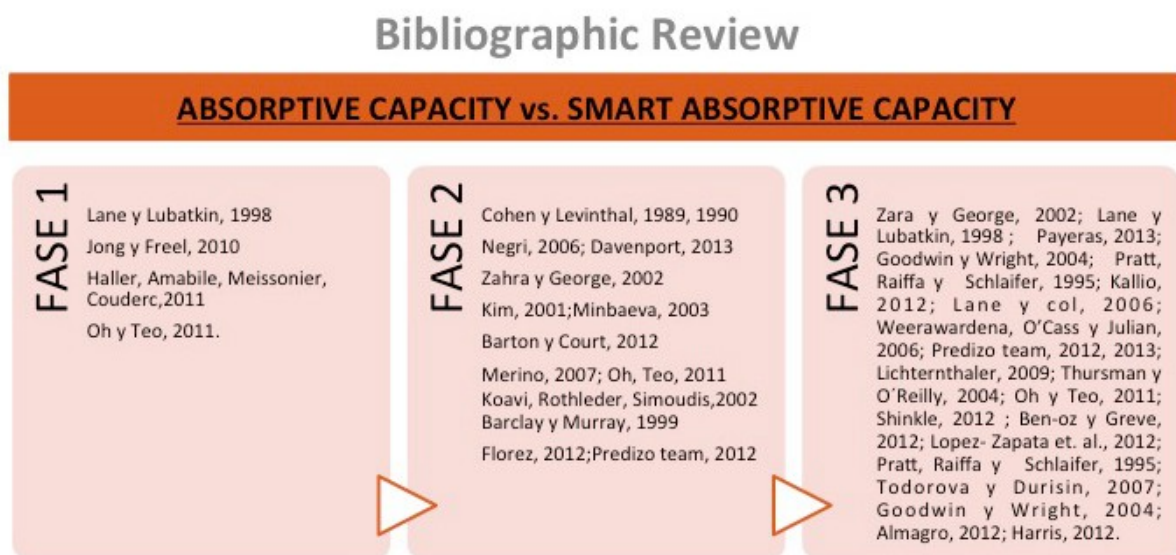 Bibliographic Review
ABSORPTIVE CAPACITY vs. SMART ABSORPTIVE CAPACITY
FASE 1
Lane y Lubatkin, 1998
Jong y Freel, 2010
Haller, Amabile, Meissonier,
Couderc,2011
Oh y Teo, 2011.
FASE 2
Cohen y Levinthal, 1989, 1990
Negri, 2006; Davenport, 2013
Zahra y George, 2002
Kim, 2001;Minbaeva, 2003
Barton y Court, 2012
Merino, 2007; Oh, Teo, 2011
Koavi, Rothleder, Simoudis,2002
Barclay y Murray, 1999
Florez, 2012;Predizo team, 2012
FASE 3
Zara y George, 2002; Lane y
Lubatkin, 1998 ; Payeras, 2013;
Goodwin y Wright, 2004; Pratt,
Raiffa y Schlaifer, 1995; Kallio,
2012; Lane y col, 2006;
Weerawardena, O'Cass y Julian,
2006; Predizo team, 2012, 2013;
Lichternthaler, 2009; Thursman y
O´Reilly, 2004; Oh y Teo, 2011;
Shinkle, 2012 ; Ben-oz y Greve,
2012; Lopez- Zapata et. al., 2012;
Pratt, Raiffa y Schlaifer, 1995;
Todorova y Durisin, 2007;
Goodwin y Wright, 2004;
Almagro, 2012; Harris, 2012.